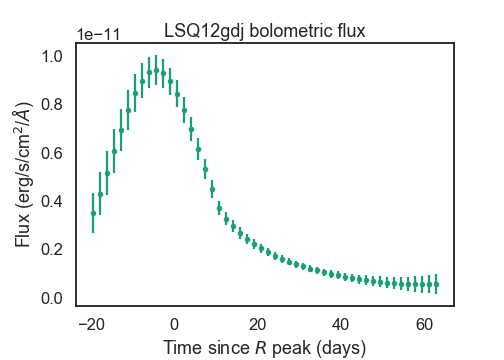 LSQ12gdj bolometric flux
1e−11
1.0
0.8
0.6
0.4
0.2
0.0
Flux (erg/s/cm²/Å)
−20 0 20 40 60
Time since R peak (days)